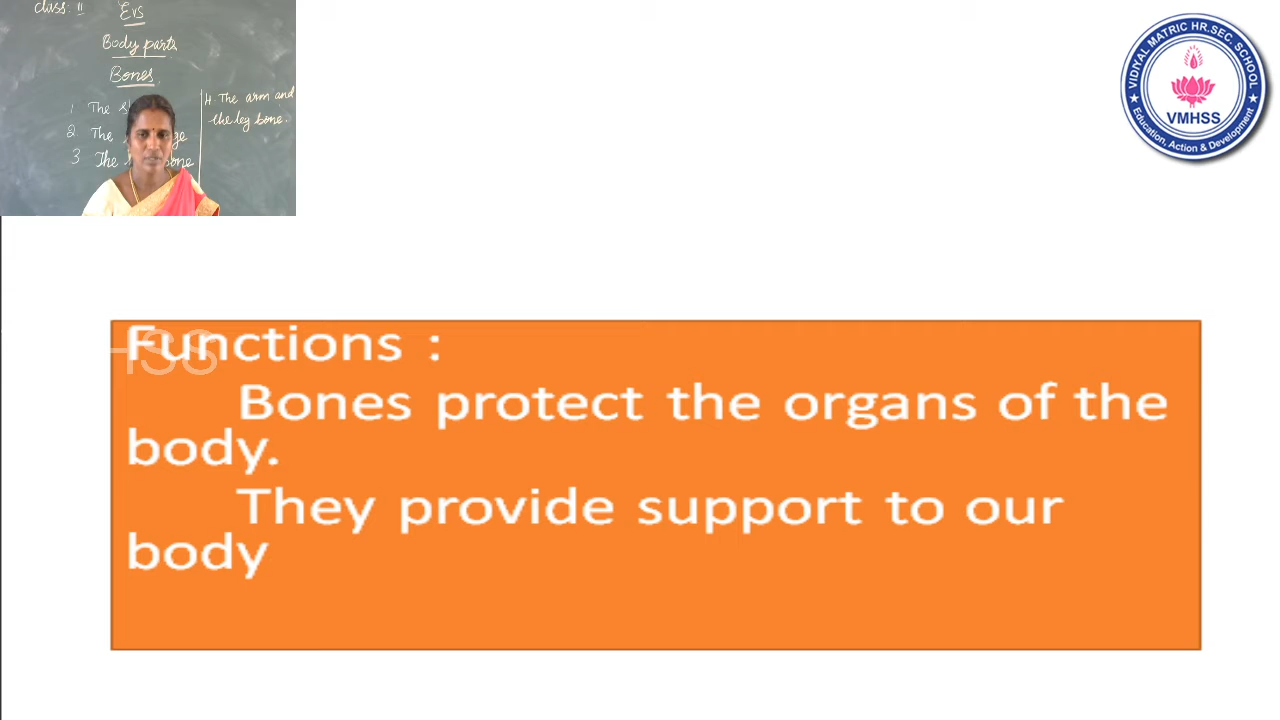 class: II
Evs
Body parts
Bones
1. The
2. The
3 The bone
4. The arm and
the leg bone.
VIDIYAL MATRIC HR.SEC. SCHOOL
VMHSS
Education, Action & Development
Functions :
Bones protect the organs of the
body.
They provide support to our
body
HSS